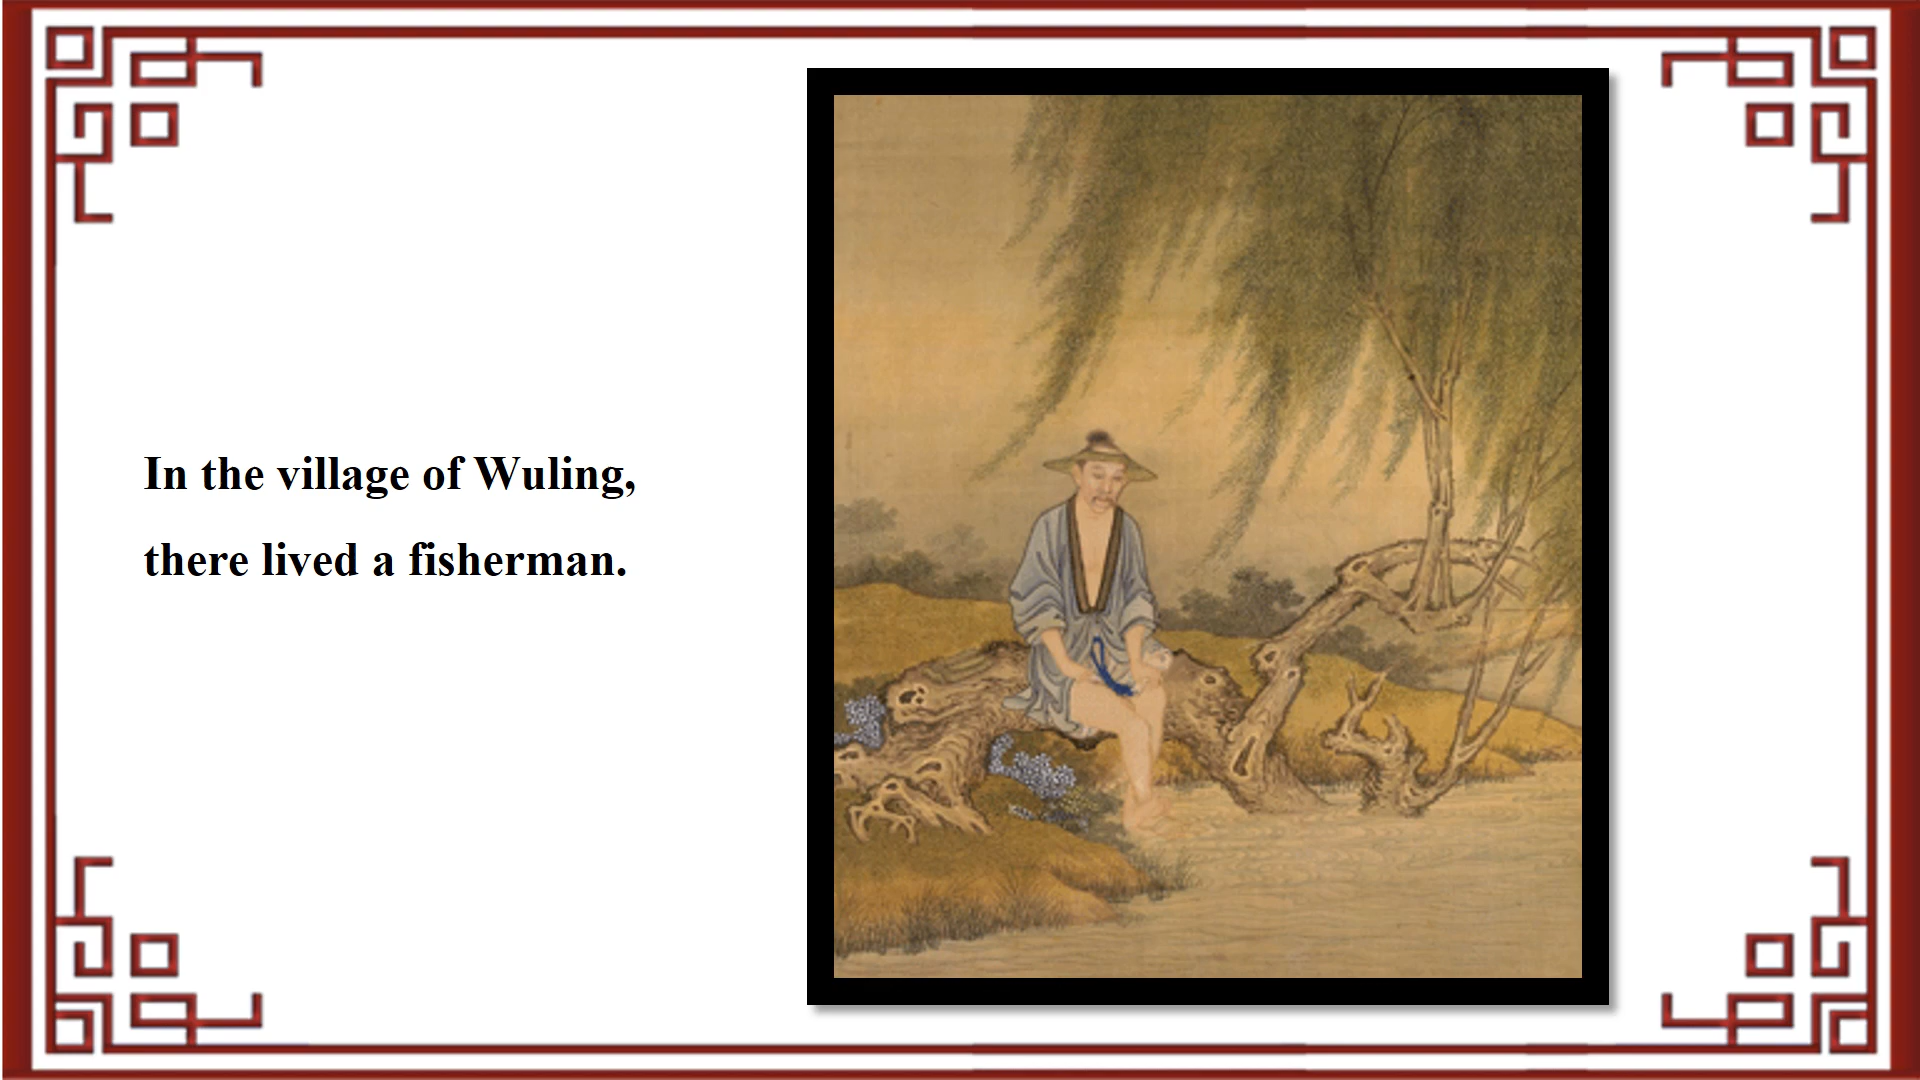 In the village of Wuling,
there lived a fisherman.